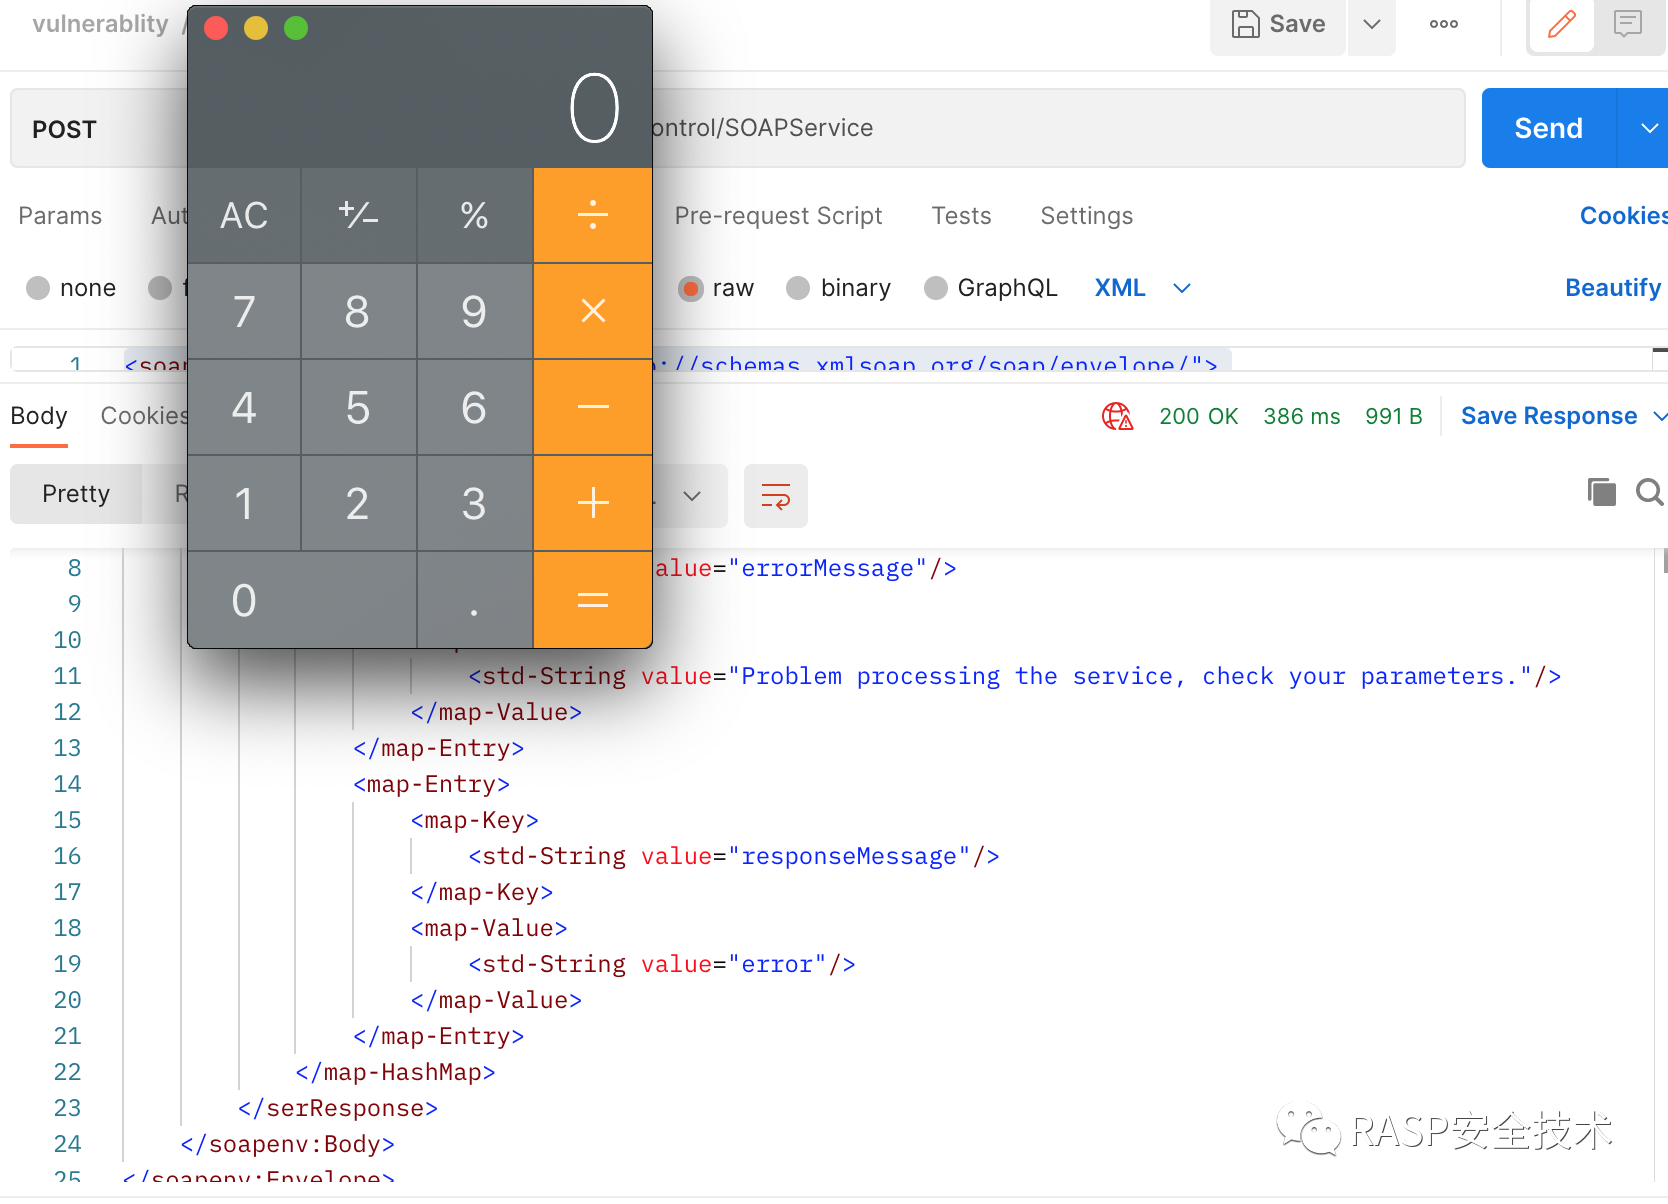 vulnerablity /
Save
POST
ontrol/SOAPService
Send
Params
Aut
Pre-request Script
Tests
Settings
Cookies
none
raw
binary
GraphQL
XML
Beautify
1 <soap
://schemas.xmlsoap.org/soap/envelope/">
Body
Cookies
200 OK
386 ms
991 B
Save Response
Pretty
R
0
AC +/− % ÷
7 8 9 ×
4 5 6 −
1 2 3 +
0 . =
8 alue="errorMessage"/>
9
10
11 <std-String value="Problem processing the service, check your parameters."/>
12 </map-Value>
13 </map-Entry>
14 <map-Entry>
15 <map-Key>
16 <std-String value="responseMessage"/>
17 </map-Key>
18 <map-Value>
19 <std-String value="error"/>
20 </map-Value>
21 </map-Entry>
22 </map-HashMap>
23 </serResponse>
24 </soapenv:Body>
25 </soapenv:Envelope>
RASP安全技术